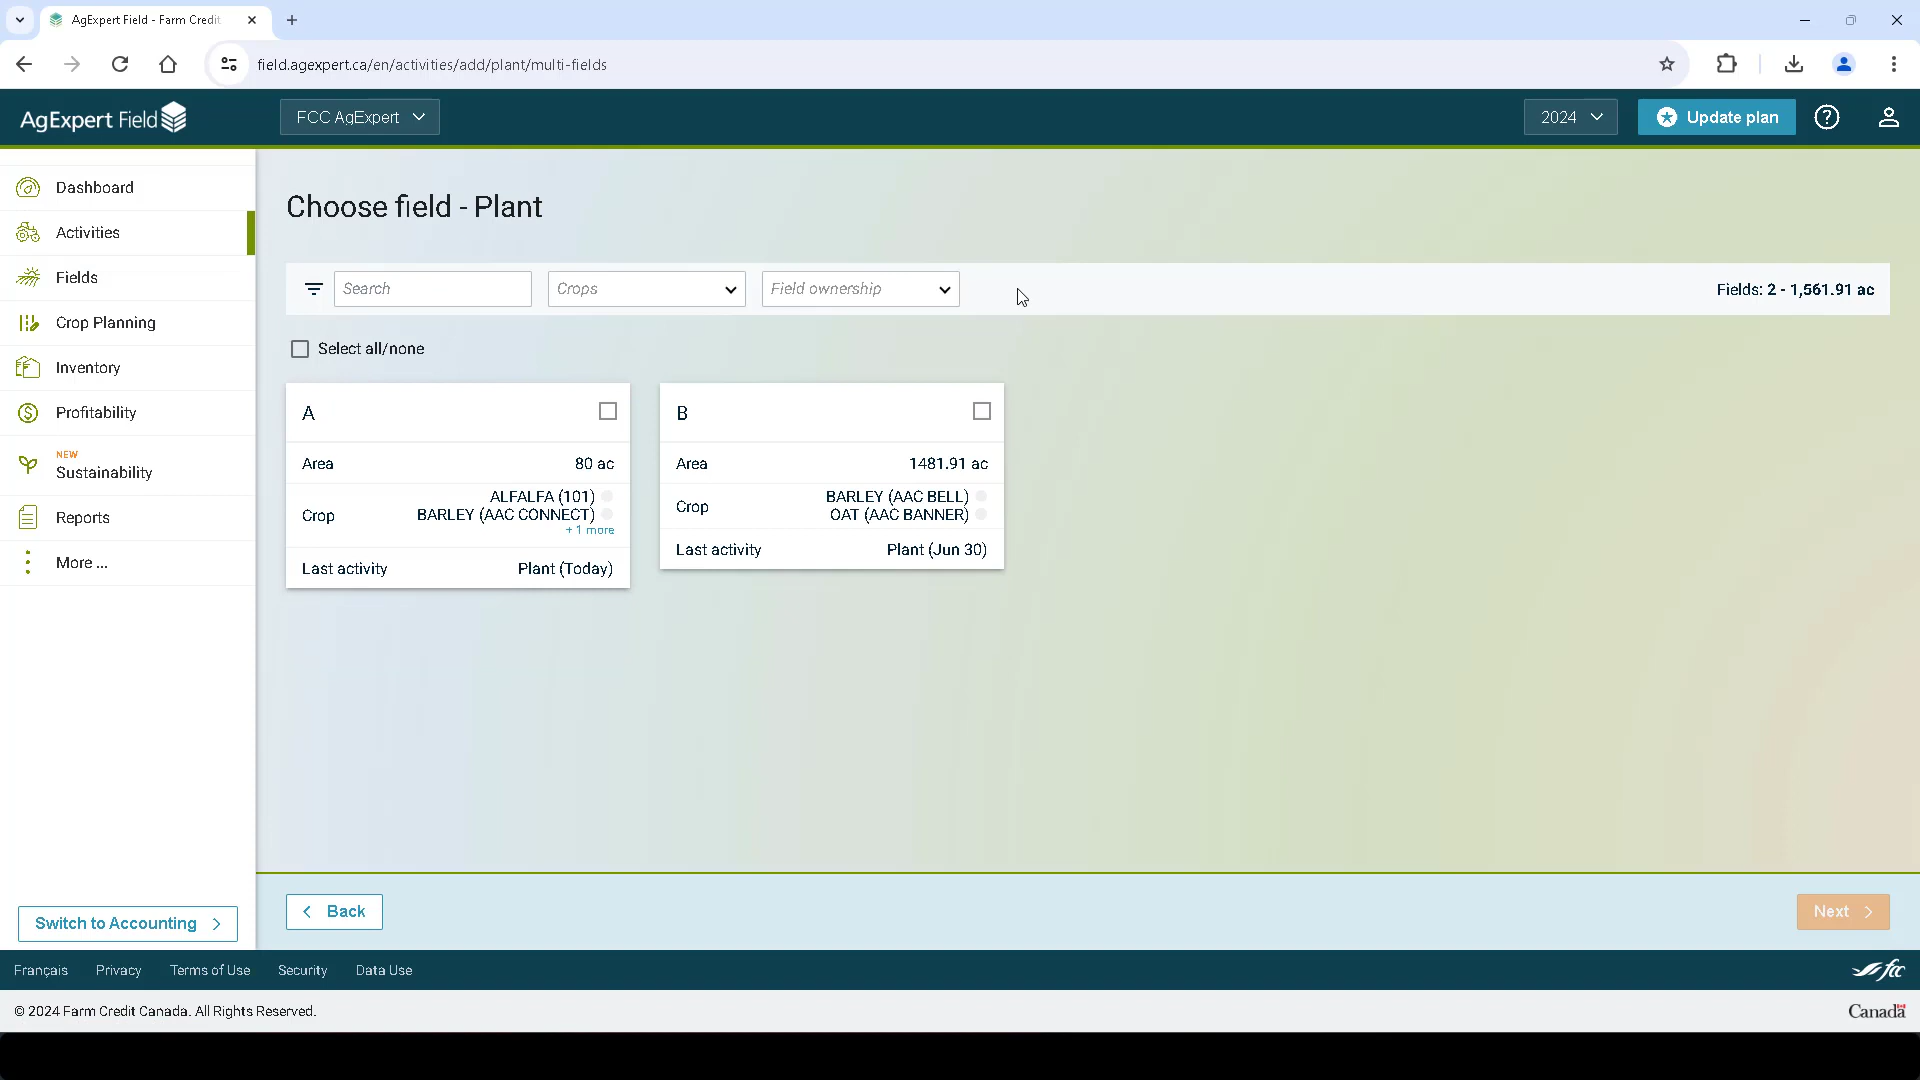 AgExpert Field - Farm Credit
field.agexpert.ca/en/activities/add/plant/multi-fields
AgExpert Field
FCC AgExpert
2024
Update plan
Dashboard
Activities
Fields
Crop Planning
Inventory
Profitability
NEW
Sustainability
Reports
More ...
Switch to Accounting
Choose field - Plant
Search
Crops
Field ownership
Fields: 2 - 1,561.91 ac
Select all/none
A
Area 80 ac
Crop ALFALFA (101)
BARLEY (AAC CONNECT)
+ 1 more
Last activity Plant (Today)
B
Area 1481.91 ac
Crop BARLEY (AAC BELL)
OAT (AAC BANNER)
Last activity Plant (Jun 30)
Back
Next
Français Privacy Terms of Use Security Data Use
fcc
© 2024 Farm Credit Canada. All Rights Reserved.
Canada